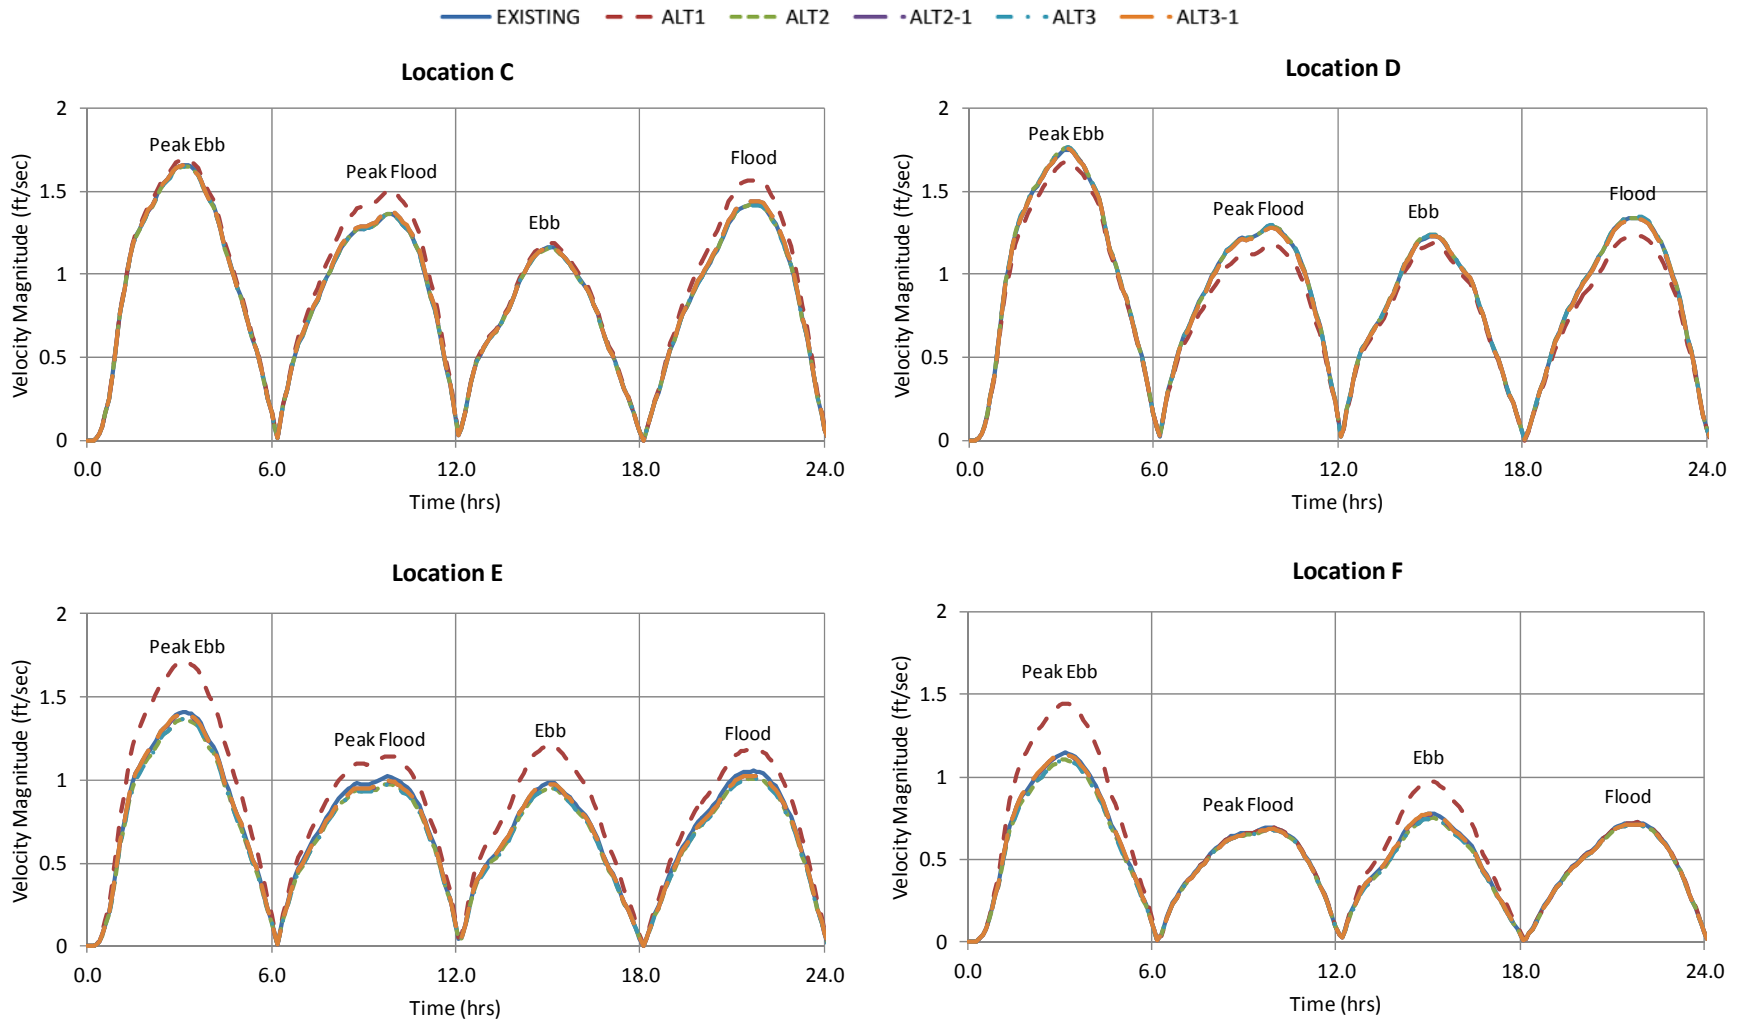 EXISTING ALT1 ALT2 ALT2-1 ALT3 ALT3-1
Location C
Velocity Magnitude (ft/sec)
2
1.5
1
0.5
0
Peak Ebb
Peak Flood
Ebb
Flood
0.0 6.0 12.0 18.0 24.0
Time (hrs)
Location D
Velocity Magnitude (ft/sec)
2
1.5
1
0.5
0
Peak Ebb
Peak Flood
Ebb
Flood
0.0 6.0 12.0 18.0 24.0
Time (hrs)
Location E
Velocity Magnitude (ft/sec)
2
1.5
1
0.5
0
Peak Ebb
Peak Flood
Ebb
Flood
0.0 6.0 12.0 18.0 24.0
Time (hrs)
Location F
Velocity Magnitude (ft/sec)
2
1.5
1
0.5
0
Peak Ebb
Peak Flood
Ebb
Flood
0.0 6.0 12.0 18.0 24.0
Time (hrs)